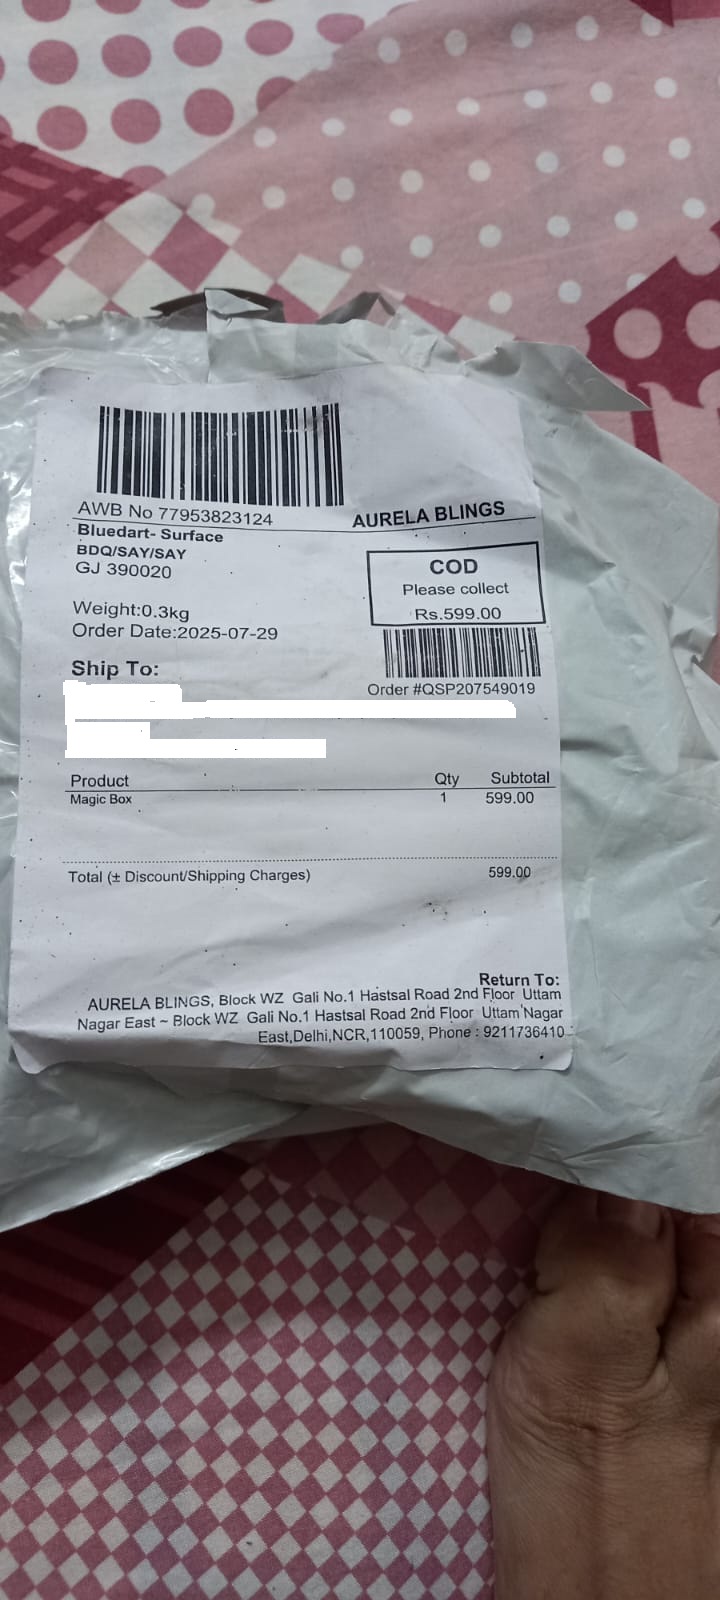 AWB No 77953823124
AURELA BLINGS
Bluedart- Surface
BDQ/SAY/SAY
GJ 390020
COD
Please collect
Rs.599.00
Weight:0.3kg
Order Date:2025-07-29
Ship To:
Order #QSP207549019
Product Qty Subtotal
Magic Box 1 599.00
Total (± Discount/Shipping Charges) 599.00
Return To:
AURELA BLINGS, Block WZ Gali No.1 Hastsal Road 2nd Floor Uttam
Nagar East ~ Block WZ Gali No.1 Hastsal Road 2nd Floor Uttam Nagar
East,Delhi,NCR,110059, Phone : 9211736410